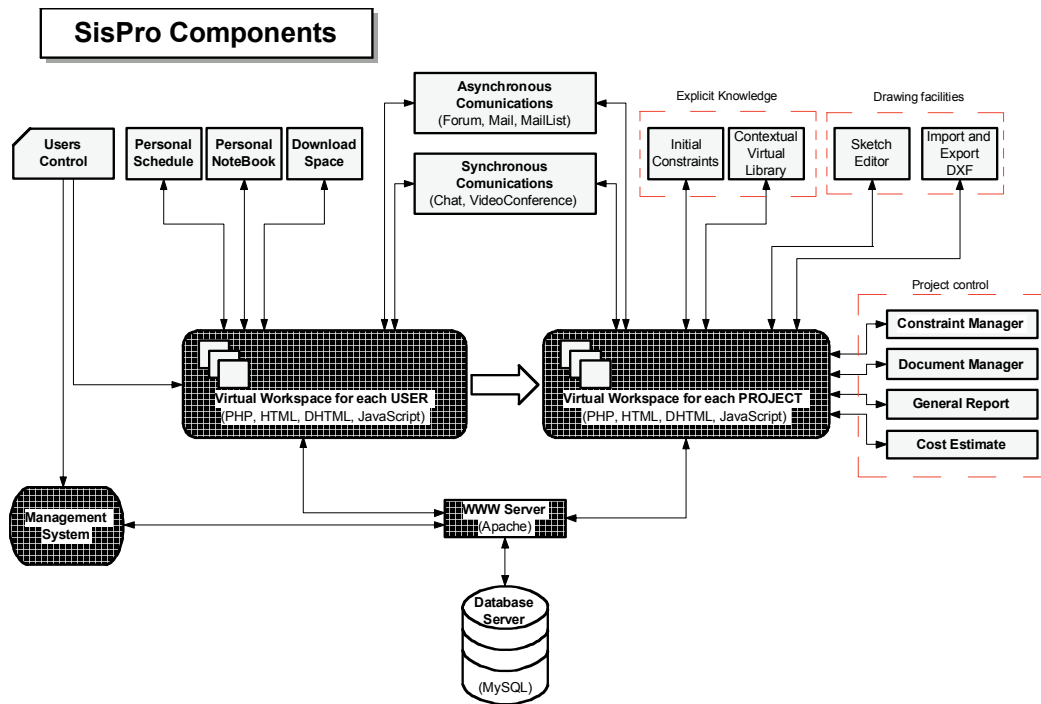 SisPro Components
Asynchronous
Comunications
(Forum, Mail, MailList)
Explicit Knowledge
Drawing facilities
Users
Control
Personal
Schedule
Personal
NoteBook
Download
Space
Synchronous
Comunications
(Chat, VideoConference)
Initial
Constraints
Contextual
Virtual
Library
Sketch
Editor
Import and
Export
DXF
Project control
Constraint Manager
Document Manager
General Report
Cost Estimate
Virtual Workspace for each USER
(PHP, HTML, DHTML, JavaScript)
Virtual Workspace for each PROJECT
(PHP, HTML, DHTML, JavaScript)
Management
System
WWW Server
(Apache)
Database
Server
(MySQL)